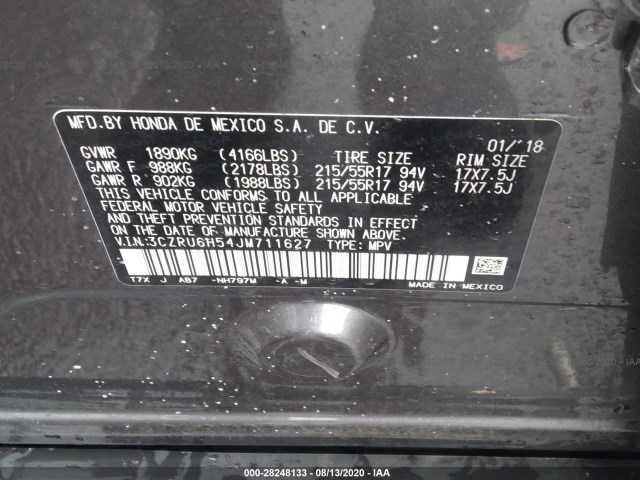 MFD.BY HONDA DE MEXICO S.A. DE C.V.
01/'18
GVWR 1890KG (4166LBS) TIRE SIZE RIM SIZE
GAWR F 988KG (2178LBS) 215/55R17 94V 17X7.5J
GAWR R 902KG (1988LBS) 215/55R17 94V 17X7.5J
THIS VEHICLE CONFORMS TO ALL APPLICABLE
FEDERAL MOTOR VEHICLE SAFETY
AND THEFT PREVENTION STANDARDS IN EFFECT
ON THE DATE OF MANUFACTURE SHOWN ABOVE.
V.I.N:3CZRU6H54JM711627 TYPE: MPV
T7X J AB7 -NH797M -A -M MADE IN MEXICO
000-28248133 - 08/13/2020 - IAA